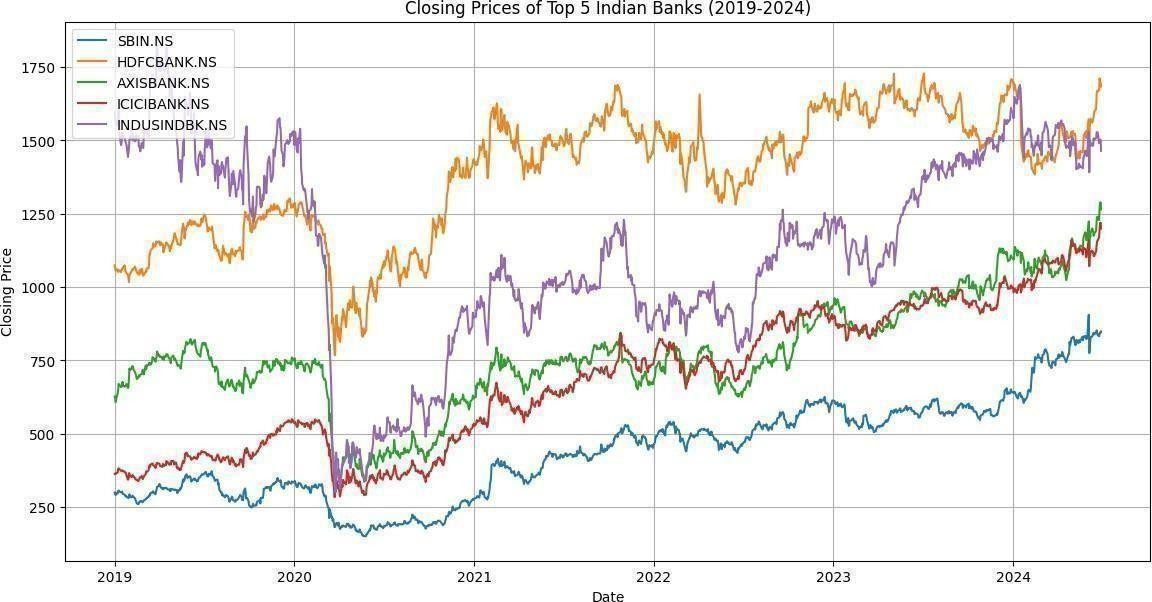 Closing Prices of Top 5 Indian Banks (2019-2024)
SBIN.NS
HDFCBANK.NS
AXISBANK.NS
ICICIBANK.NS
INDUSINDBK.NS
Closing Price
1750
1500
1250
1000
750
500
250
2019 2020 2021 2022 2023 2024
Date